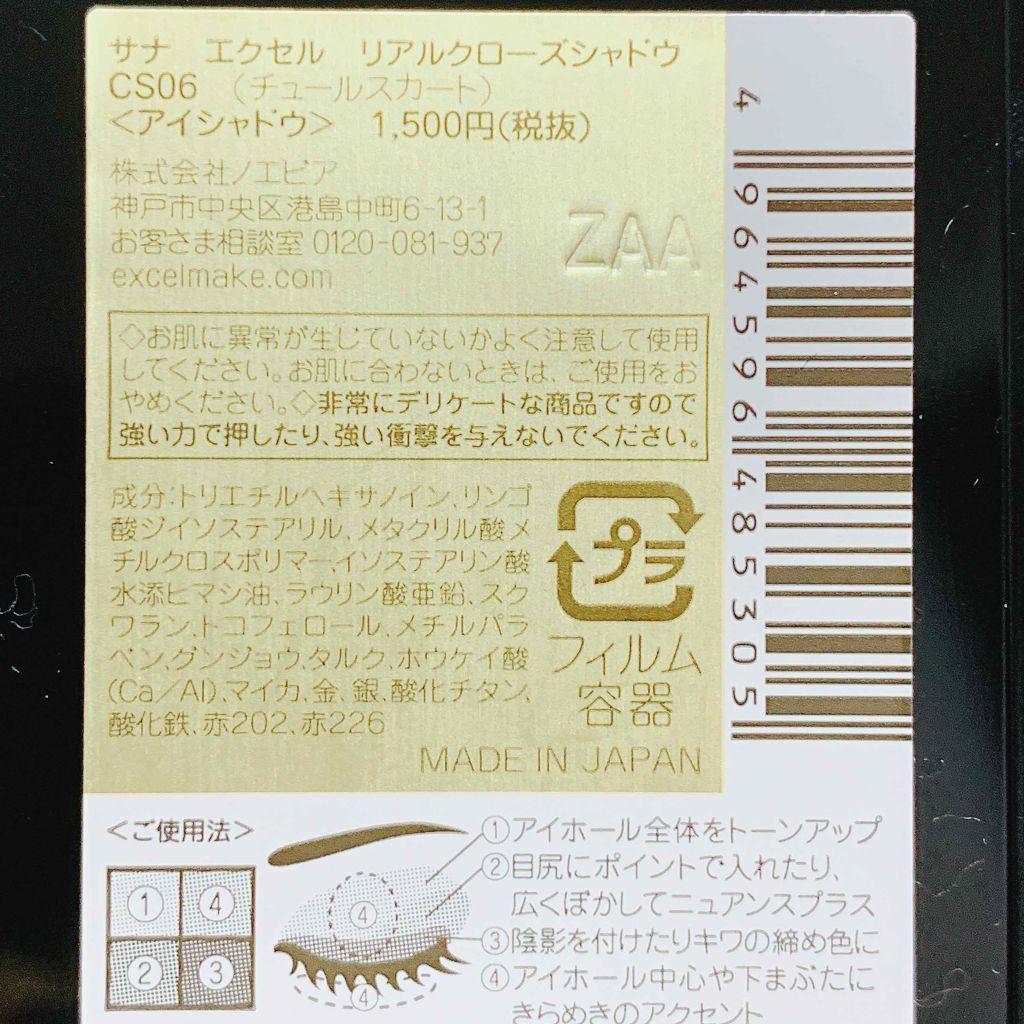 サナ エクセル リアルクローズシャドウ
CS06 (チュールスカート)
<アイシャドウ> 1,500円(税抜)
株式会社ノエビア
神戸市中央区港島中町6-13-1
お客さま相談室 0120-081-937
excelmake.com
ZAA
◇お肌に異常が生じていないかよく注意して使用
してください。お肌に合わないときは、ご使用をお
やめください。◇非常にデリケートな商品ですので
強い力で押したり、強い衝撃を与えないでください。
成分:トリエチルヘキサノイン、リンゴ
酸ジイソステアリル、メタクリル酸メ
チルクロスポリマー、イソステアリン酸
水添ヒマシ油、ラウリン酸亜鉛、スク
ワラン、トコフェロール、メチルパラ
ベン、グンジョウ、タルク、ホウケイ酸
(Ca/Al)、マイカ、金、銀、酸化チタン、
酸化鉄、赤202、赤226
プラ
フィルム
容器
MADE IN JAPAN
4 964596 485305
<ご使用法>
① ④
② ③
④
④
①アイホール全体をトーンアップ
②目尻にポイントで入れたり、
広くぼかしてニュアンスプラス
③陰影を付けたりキワの締め色に
④アイホール中心や下まぶたに
きらめきのアクセント